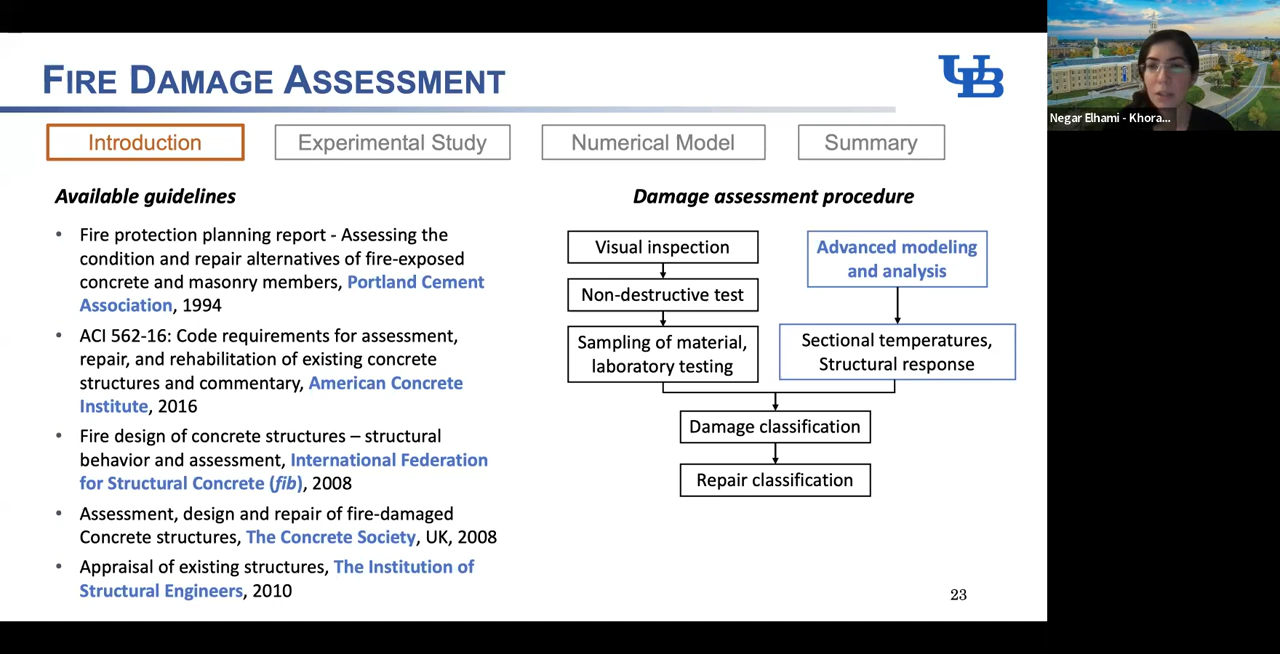 FIRE DAMAGE ASSESSMENT
UB
Negar Elhami - Khora...
Introduction
Experimental Study
Numerical Model
Summary
Available guidelines
• Fire protection planning report - Assessing the
condition and repair alternatives of fire-exposed
concrete and masonry members, Portland Cement
Association, 1994
• ACI 562-16: Code requirements for assessment,
repair, and rehabilitation of existing concrete
structures and commentary, American Concrete
Institute, 2016
• Fire design of concrete structures – structural
behavior and assessment, International Federation
for Structural Concrete (fib), 2008
• Assessment, design and repair of fire-damaged
Concrete structures, The Concrete Society, UK, 2008
• Appraisal of existing structures, The Institution of
Structural Engineers, 2010
Damage assessment procedure
Visual inspection
Non-destructive test
Sampling of material,
laboratory testing
Advanced modeling
and analysis
Sectional temperatures,
Structural response
Damage classification
Repair classification
23